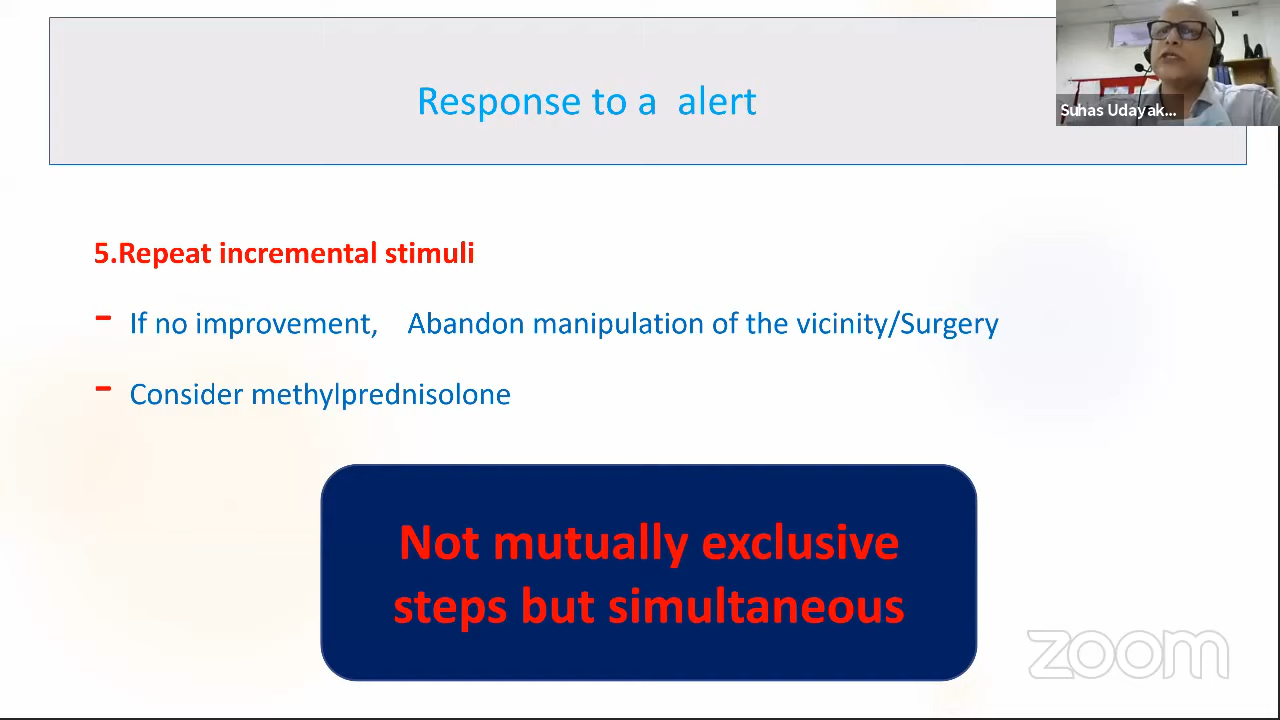 Response to a alert
Suhas Udayak...
5.Repeat incremental stimuli
- If no improvement, Abandon manipulation of the vicinity/Surgery
- Consider methylprednisolone
Not mutually exclusive
steps but simultaneous
zoom